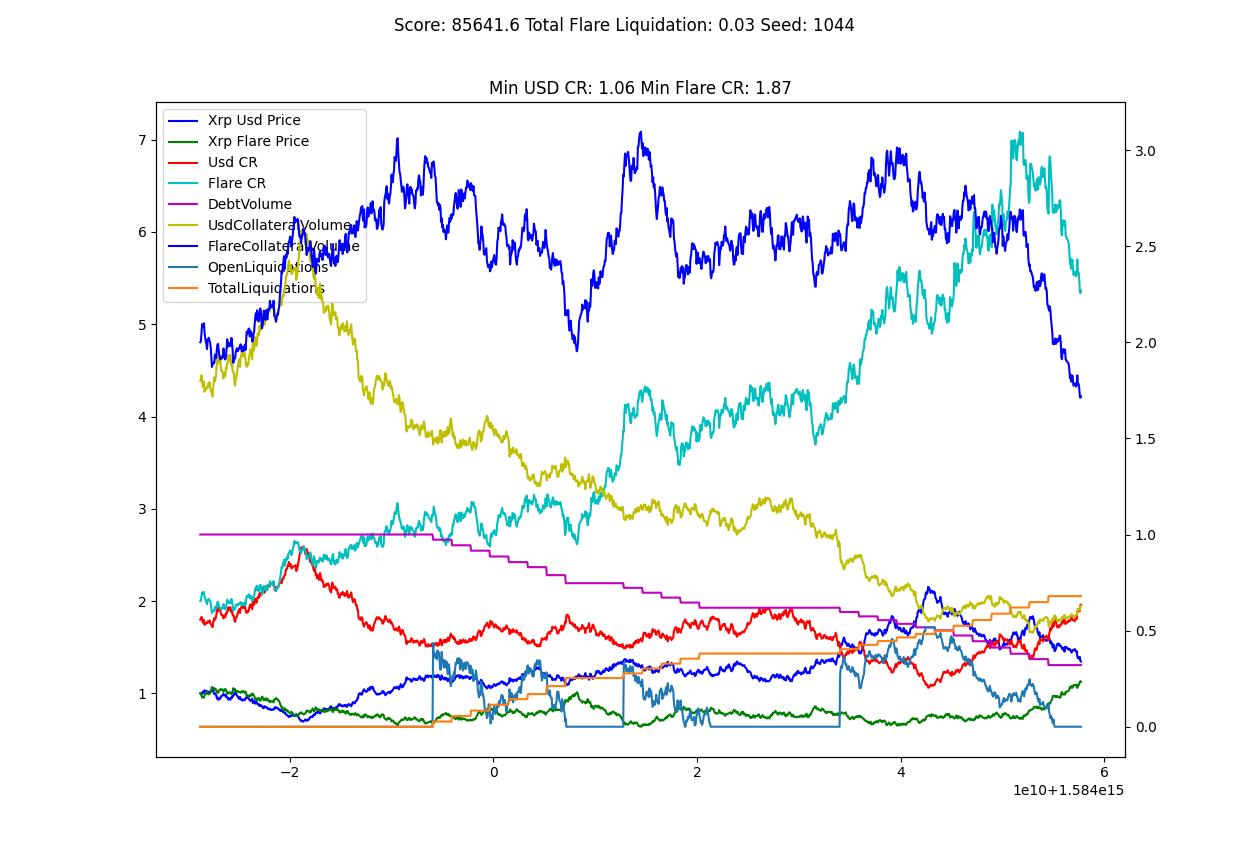 Score: 85641.6 Total Flare Liquidation: 0.03 Seed: 1044
Min USD CR: 1.06 Min Flare CR: 1.87
Xrp Usd Price
Xrp Flare Price
Usd CR
Flare CR
DebtVolume
UsdCollateralVolume
FlareCollateralVolume
OpenLiquidations
TotalLiquidations
7
6
5
4
3
2
1
3.0
2.5
2.0
1.5
1.0
0.5
0.0
−2
0
2
4
6
1e10+1.584e15